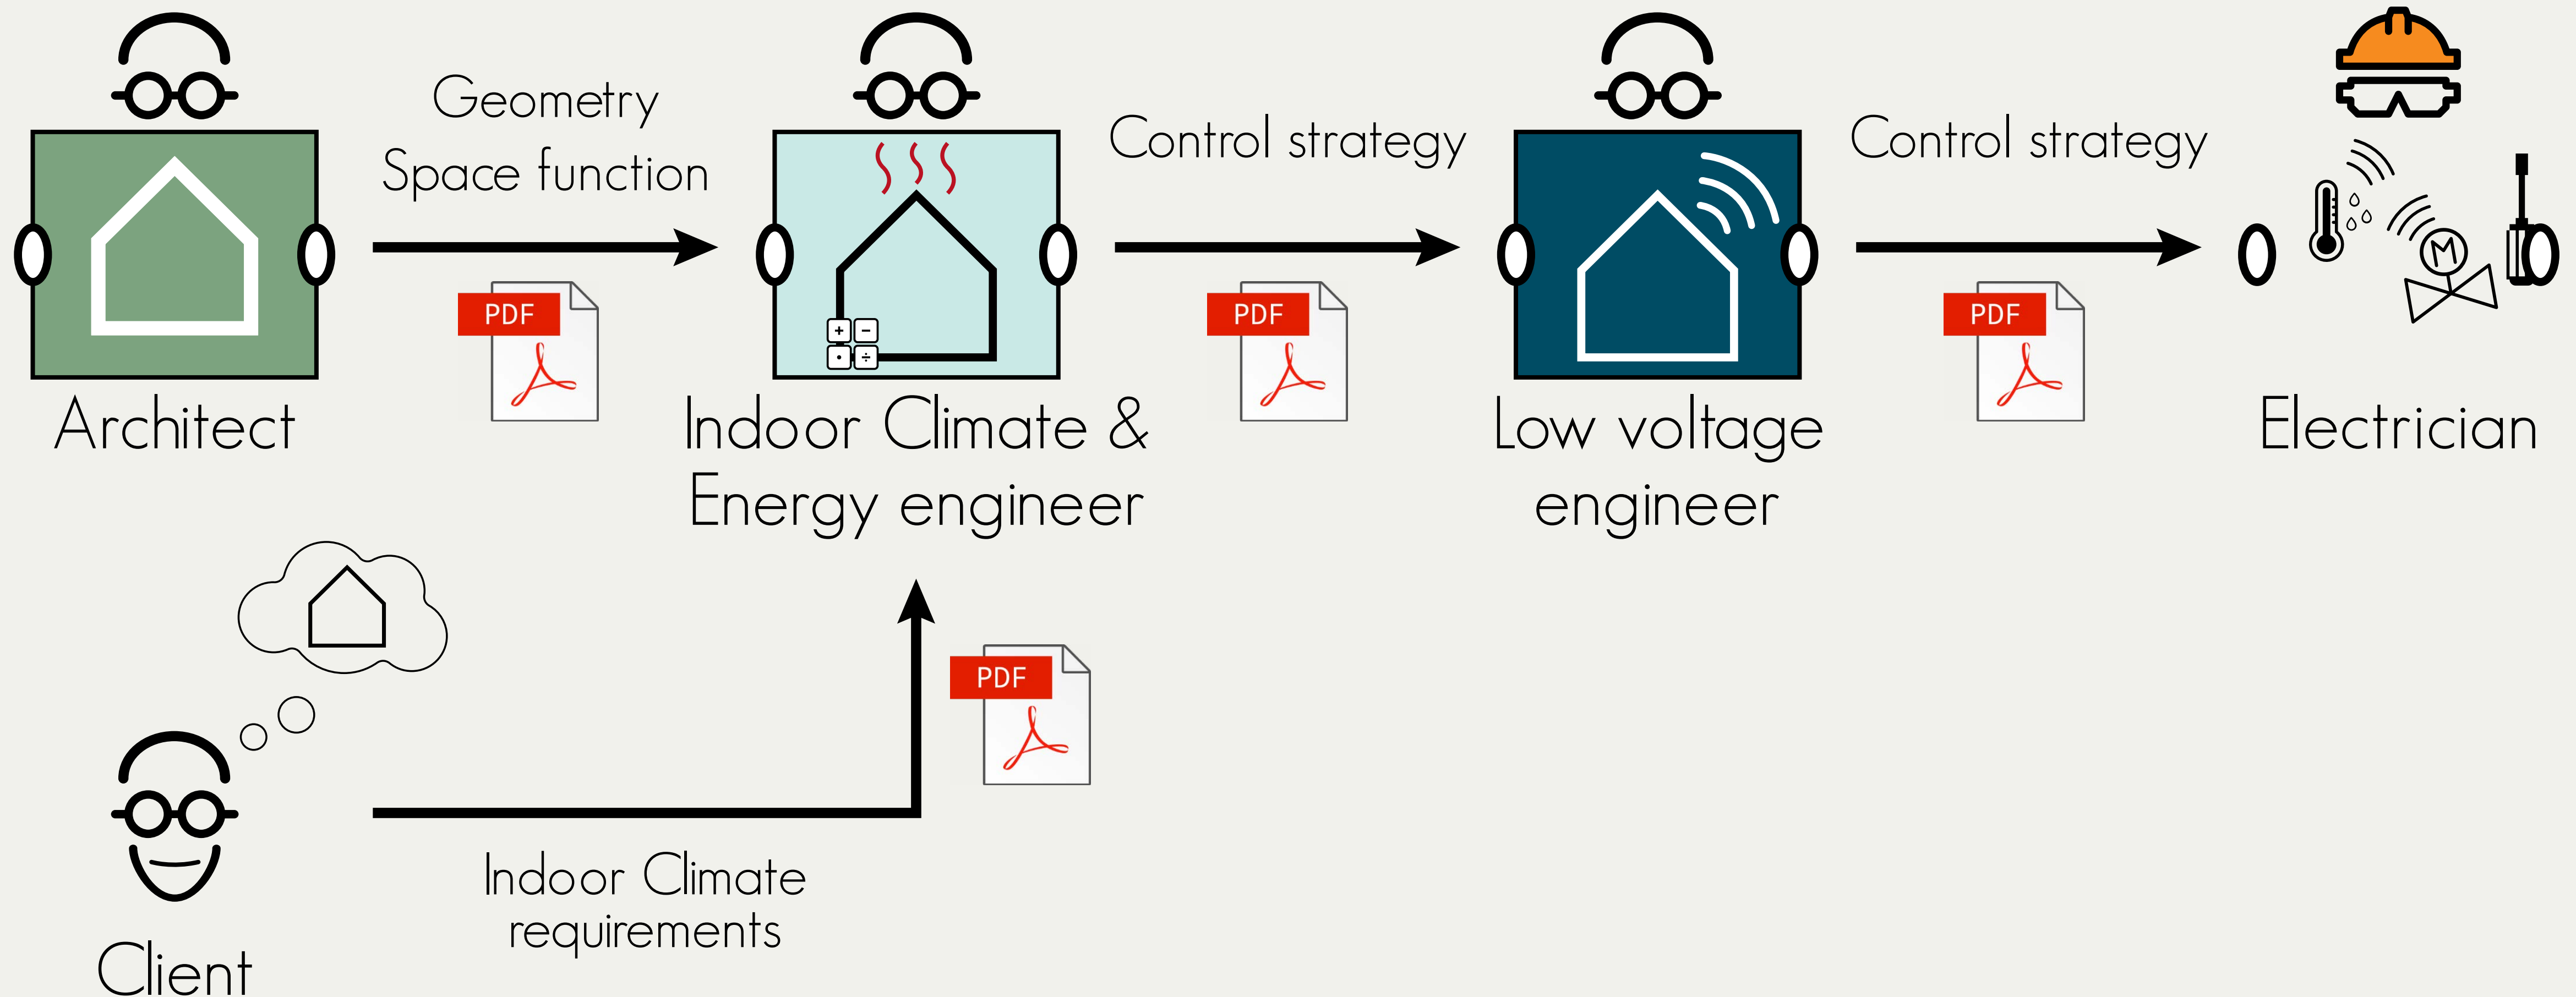 Geometry
Space function
Control strategy
Control strategy
PDF
PDF
PDF
+ −
• ÷
M
Architect
Indoor Climate &
Energy engineer
Low voltage
engineer
Electrician
PDF
Indoor Climate
requirements
Client